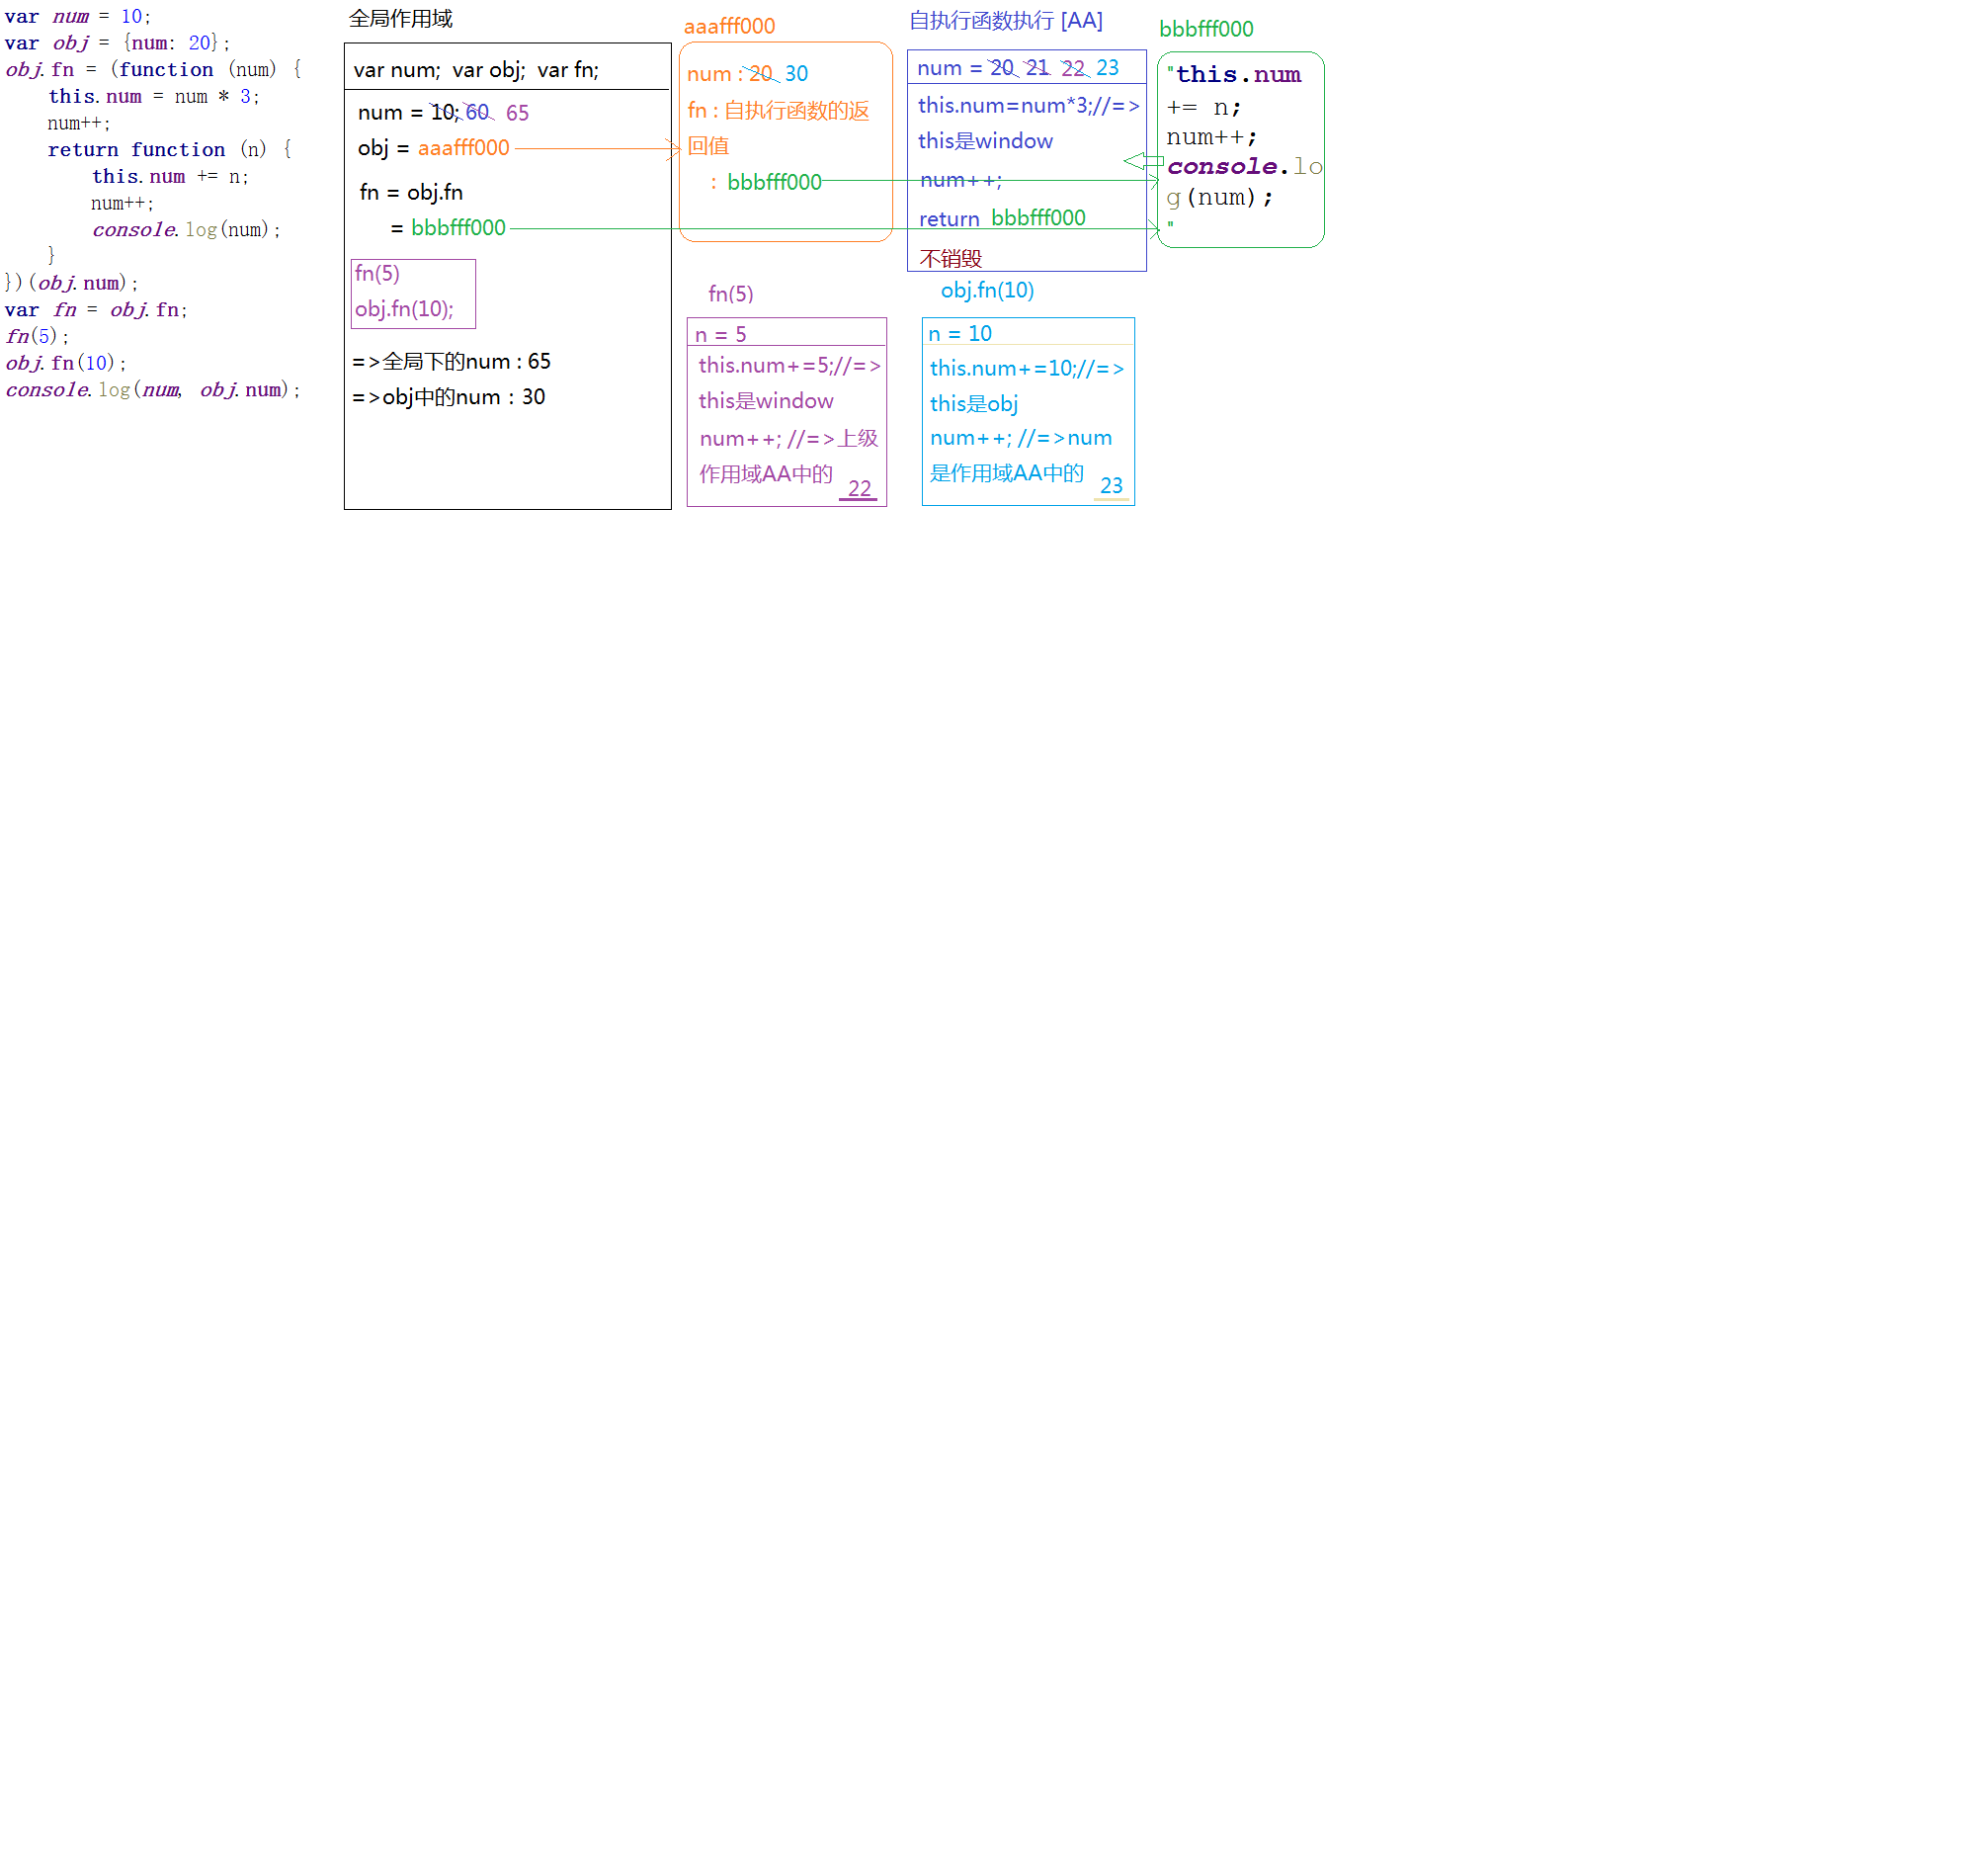 var num = 10;
var obj = {num: 20};
obj.fn = (function (num) {
this.num = num * 3;
num++;
return function (n) {
this.num += n;
num++;
console.log(num);
}
})(obj.num);
var fn = obj.fn;
fn(5);
obj.fn(10);
console.log(num, obj.num);
全局作用域
var num; var obj; var fn;
num = 10; 60 65
obj = aaafff000
fn = obj.fn
= bbbfff000
fn(5)
obj.fn(10);
=>全局下的num : 65
=>obj中的num : 30
aaafff000
num : 20 30
fn : 自执行函数的返
回值
: bbbfff000
自执行函数执行 [AA]
num = 20 21 22 23
this.num=num*3;//=>
this是window
num++;
return bbbfff000
不销毁
bbbfff000
"this.num
+= n;
num++;
console.lo
g(num);
"
fn(5)
n = 5
this.num+=5;//=>
this是window
num++; //=>上级
作用域AA中的
22
obj.fn(10)
n = 10
this.num+=10;//=>
this是obj
num++; //=>num
是作用域AA中的
23